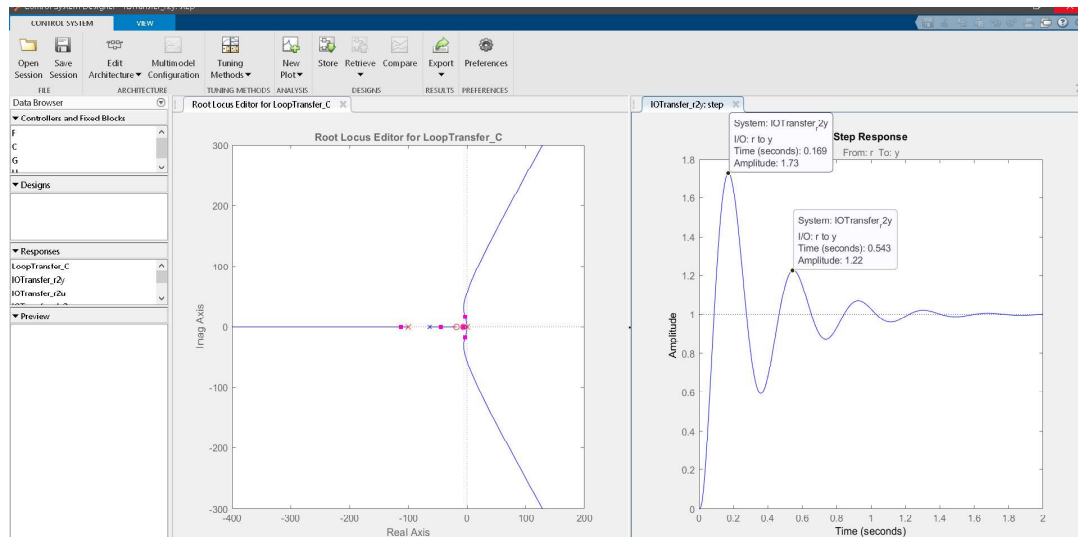 Control System Designer - IOTransfer_r2y: step
CONTROL SYSTEM VIEW
Open Session
Save Session
Edit Architecture
Multimodel Configuration
Tuning Methods
New Plot
Store
Retrieve
Compare
Export
Preferences
FILE ARCHITECTURE TUNING METHODS ANALYSIS DESIGNS RESULTS PREFERENCES
Data Browser
Controllers and Fixed Blocks
F
C
G
Designs
Responses
LoopTransfer_C
IOTransfer_r2y
IOTransfer_r2u
Preview
Root Locus Editor for LoopTransfer_C
Root Locus Editor for LoopTransfer_C
300
200
100
0
-100
-200
-300
Imag Axis
-400 -300 -200 -100 0 100 200
Real Axis
IOTransfer_r2y: step
Step Response
From: r To: y
System: IOTransfer_r2y
I/O: r to y
Time (seconds): 0.169
Amplitude: 1.73
System: IOTransfer_r2y
I/O: r to y
Time (seconds): 0.543
Amplitude: 1.22
1.8
1.6
1.4
1.2
1
0.8
0.6
0.4
0.2
0
Amplitude
0 0.2 0.4 0.6 0.8 1 1.2 1.4 1.6 1.8 2
Time (seconds)